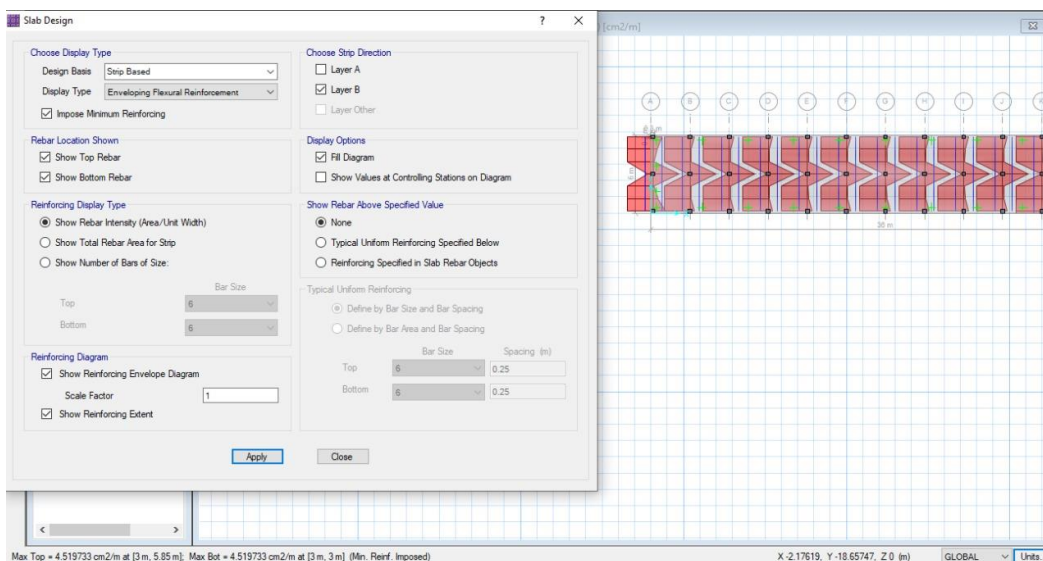 Slab Design
? X
[cm2/m]
Choose Display Type
Design Basis Strip Based
Display Type Enveloping Flexural Reinforcement
Impose Minimum Reinforcing
Choose Strip Direction
Layer A
Layer B
Layer Other
Rebar Location Shown
Show Top Rebar
Show Bottom Rebar
Display Options
Fill Diagram
Show Values at Controlling Stations on Diagram
Reinforcing Display Type
Show Rebar Intensity (Area/Unit Width)
Show Total Rebar Area for Strip
Show Number of Bars of Size:
Bar Size
Top 6
Bottom 6
Show Rebar Above Specified Value
None
Typical Uniform Reinforcing Specified Below
Reinforcing Specified in Slab Rebar Objects
Typical Uniform Reinforcing
Define by Bar Size and Bar Spacing
Define by Bar Area and Bar Spacing
Bar Size Spacing (m)
Top 6 0.25
Bottom 6 0.25
Reinforcing Diagram
Show Reinforcing Envelope Diagram
Scale Factor 1
Show Reinforcing Extent
Apply Close
A B C D E F G H I J K
6 m
30 m
Max Top = 4.519733 cm2/m at [3 m, 5.85 m]; Max Bot = 4.519733 cm2/m at [3 m, 3 m] (Min. Reinf. Imposed)
X -2.17619, Y -18.65747, Z 0 (m) GLOBAL Units...